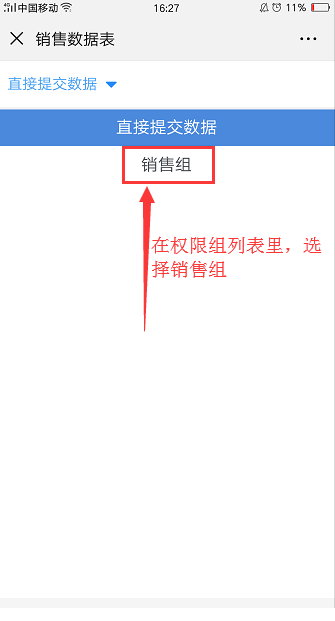 中国移动 16:27 11%
销售数据表
直接提交数据
直接提交数据
销售组
在权限组列表里，选
择销售组